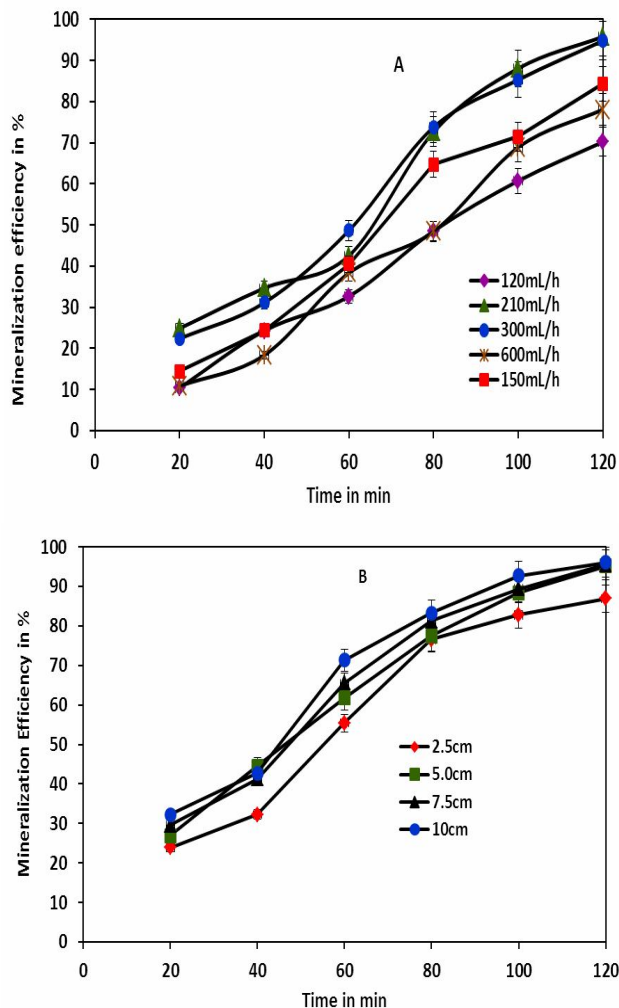 100
90
80
70
60
50
40
30
20
10
0
Mineralization efficiency in %
A
120mL/h
210mL/h
300mL/h
600mL/h
150mL/h
0 20 40 60 80 100 120
Time in min
100
90
80
70
60
50
40
30
20
10
0
Mineralization Efficiency in %
B
2.5cm
5.0cm
7.5cm
10cm
0 20 40 60 80 100 120
Time in min